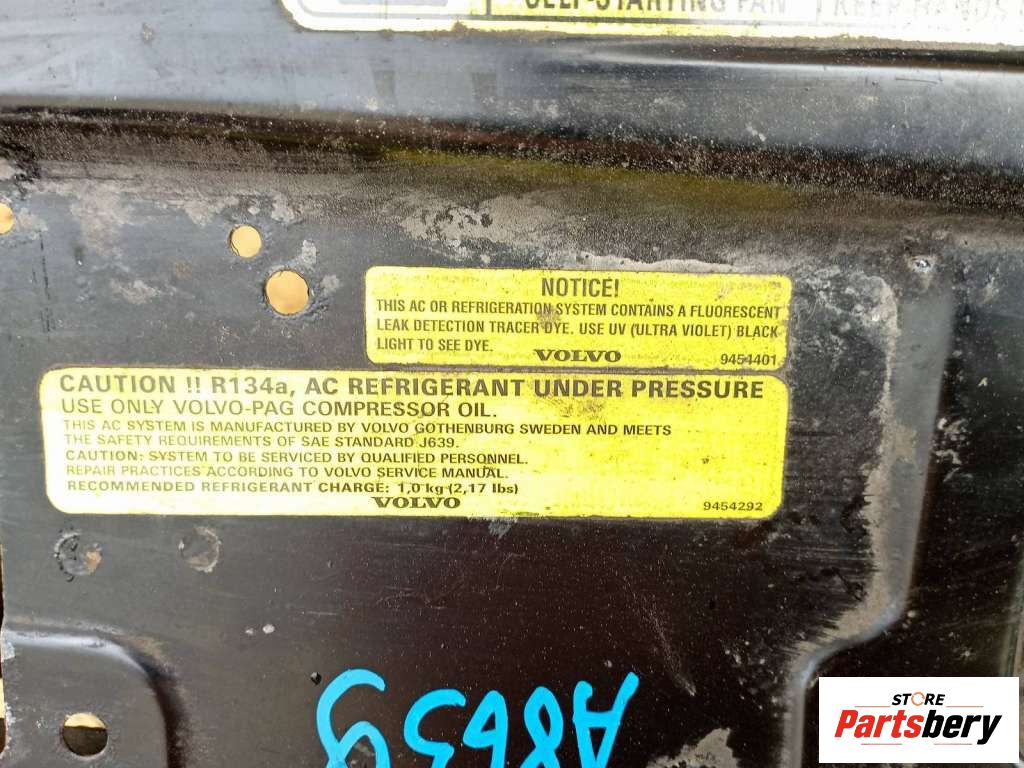 SELF-STARTING FAN KEEP HANDS
NOTICE!
THIS AC OR REFRIGERATION SYSTEM CONTAINS A FLUORESCENT
LEAK DETECTION TRACER DYE. USE UV (ULTRA VIOLET) BLACK
LIGHT TO SEE DYE. VOLVO 9454401
CAUTION !! R134a, AC REFRIGERANT UNDER PRESSURE
USE ONLY VOLVO-PAG COMPRESSOR OIL.
THIS AC SYSTEM IS MANUFACTURED BY VOLVO GOTHENBURG SWEDEN AND MEETS
THE SAFETY REQUIREMENTS OF SAE STANDARD J639.
CAUTION: SYSTEM TO BE SERVICED BY QUALIFIED PERSONNEL.
REPAIR PRACTICES ACCORDING TO VOLVO SERVICE MANUAL.
RECOMMENDED REFRIGERANT CHARGE: 1,0 kg (2,17 lbs)
VOLVO 9454292
STORE
Partsbery